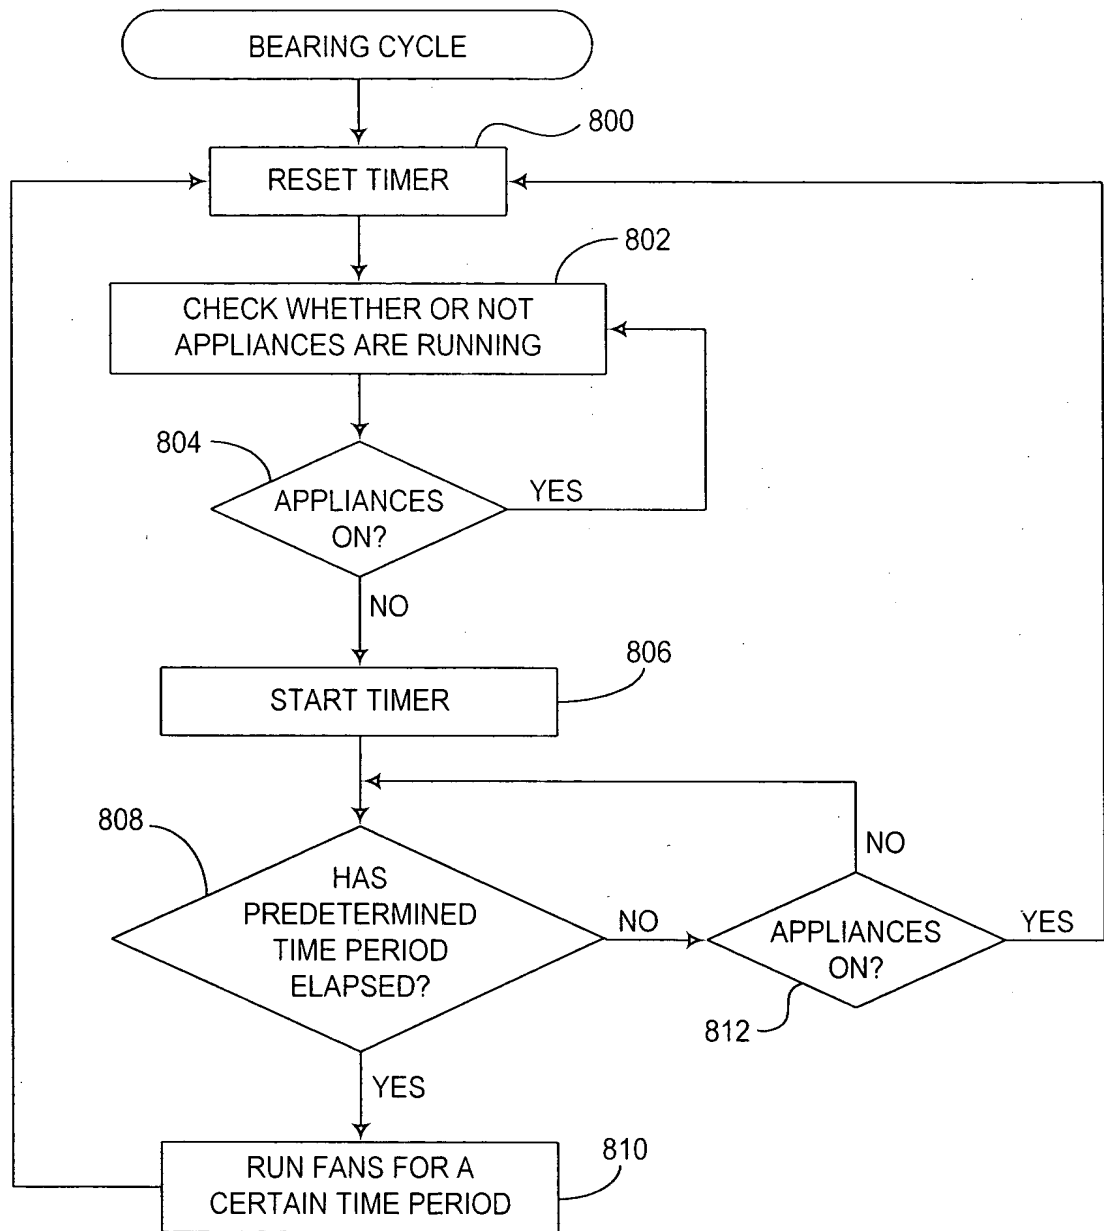 BEARING CYCLE
800
RESET TIMER
802
CHECK WHETHER OR NOT
APPLIANCES ARE RUNNING
804
APPLIANCES
ON?
YES
NO
806
START TIMER
808
HAS
PREDETERMINED
TIME PERIOD
ELAPSED?
NO
NO
APPLIANCES
ON?
YES
812
YES
810
RUN FANS FOR A
CERTAIN TIME PERIOD